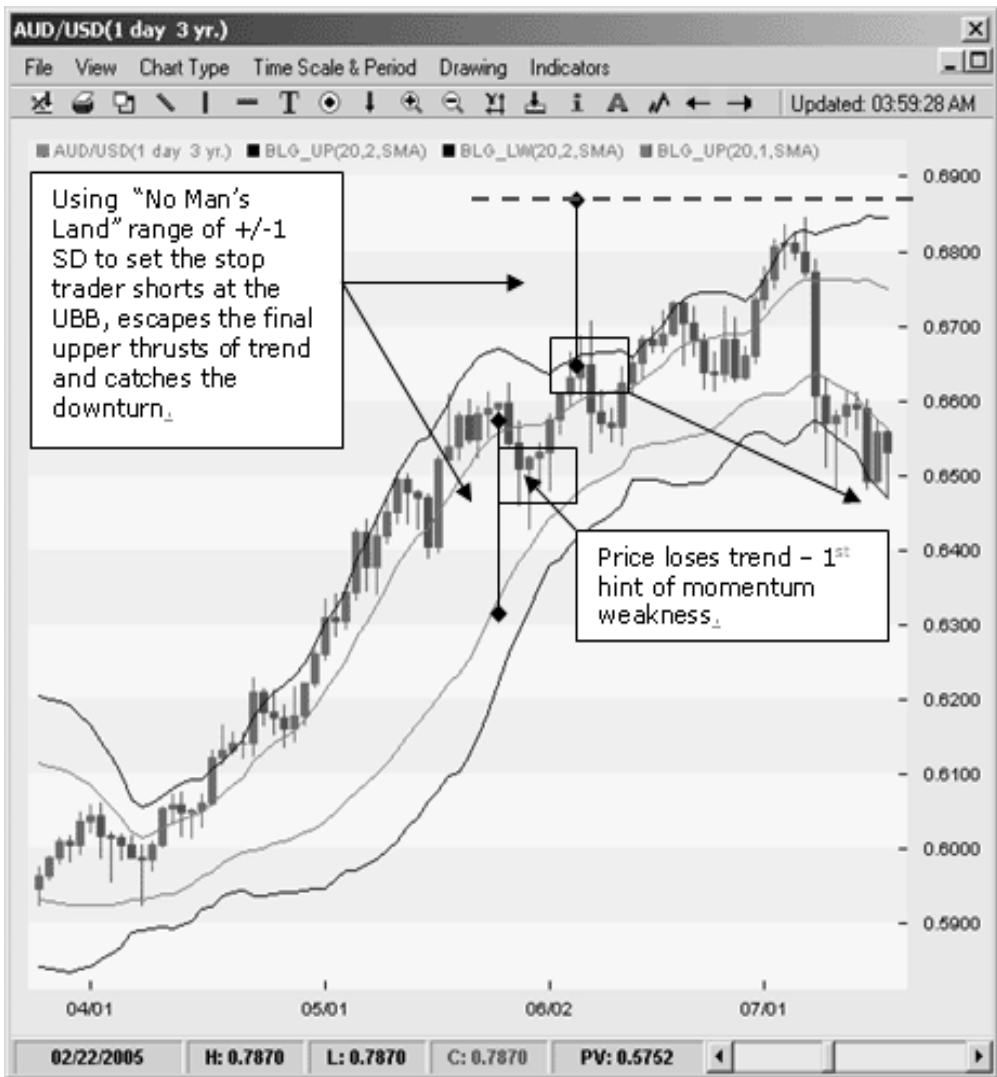 AUD/USD(1 day 3 yr.)
File View Chart Type Time Scale & Period Drawing Indicators
Updated: 03:59:28 AM
AUD/USD(1 day 3 yr.) BLG_UP(20,2,SMA) BLG_LW(20,2,SMA) BLG_UP(20,1,SMA)
Using “No Man’s
Land” range of +/-1
SD to set the stop
trader shorts at the
UBB, escapes the final
upper thrusts of trend
and catches the
downturn.
Price loses trend – 1st
hint of momentum
weakness.
0.6900
0.6800
0.6700
0.6600
0.6500
0.6400
0.6300
0.6200
0.6100
0.6000
0.5900
04/01 05/01 06/02 07/01
02/22/2005 H: 0.7870 L: 0.7870 C: 0.7870 PV: 0.5752